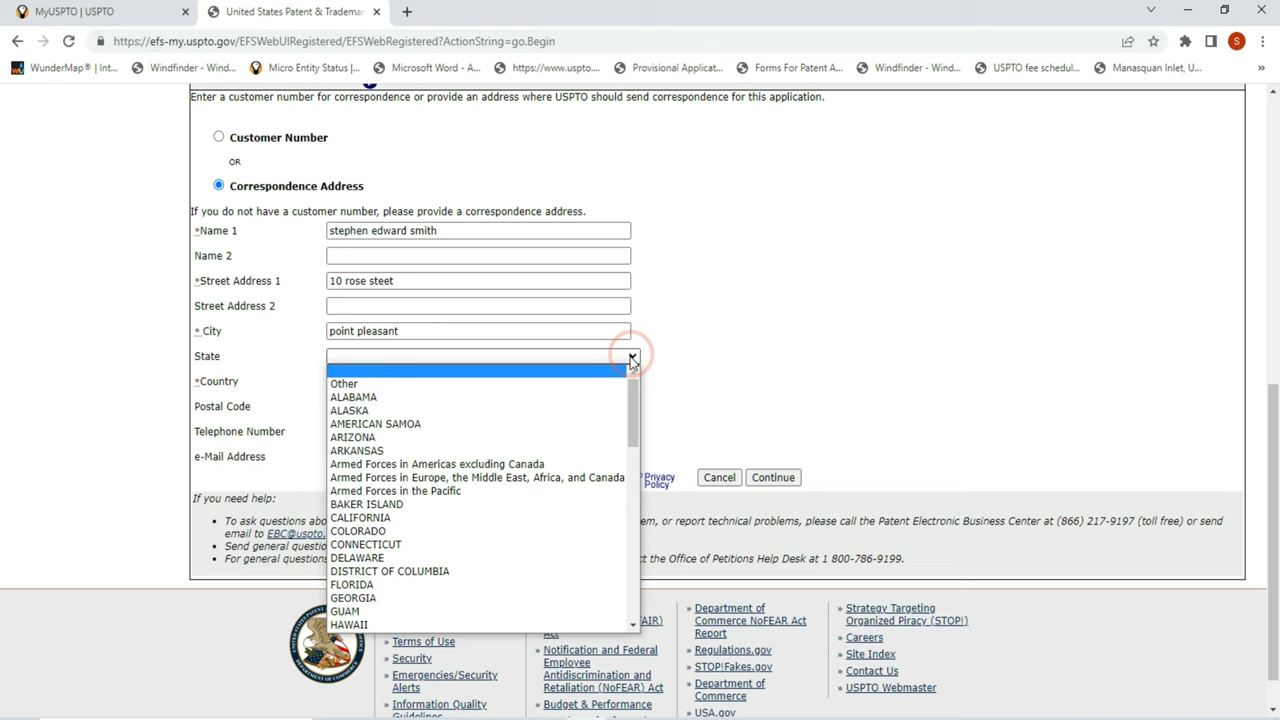 MyUSPTO | USPTO
United States Patent & Trademar
https://efs-my.uspto.gov/EFSWebUIRegistered/EFSWebRegistered?ActionString=go.Begin
S
WunderMap® | Int...
Windfinder - Wind...
Micro Entity Status |...
Microsoft Word - A...
https://www.uspto....
Provisional Applicat...
Forms For Patent A...
Windfinder - Wind...
USPTO fee schedul...
Manasquan Inlet, U...
»
Enter a customer number for correspondence or provide an address where USPTO should send correspondence for this application.
Customer Number
OR
Correspondence Address
If you do not have a customer number, please provide a correspondence address.
*Name 1 stephen edward smith
Name 2
*Street Address 1 10 rose steet
Street Address 2
* City point pleasant
State
*Country
Postal Code
Telephone Number
e-Mail Address
Other
ALABAMA
ALASKA
AMERICAN SAMOA
ARIZONA
ARKANSAS
Armed Forces in Americas excluding Canada
Armed Forces in Europe, the Middle East, Africa, and Canada
Armed Forces in the Pacific
BAKER ISLAND
CALIFORNIA
COLORADO
CONNECTICUT
DELAWARE
DISTRICT OF COLUMBIA
FLORIDA
GEORGIA
GUAM
HAWAII
Privacy
Policy
Cancel
Continue
If you need help:
• To ask questions abo
em, or report technical problems, please call the Patent Electronic Business Center at (866) 217-9197 (toll free) or send
email to EBC@uspto.
• Send general questio
• For general questions
t the Office of Petitions Help Desk at 1 800-786-9199.
» Terms of Use
» Security
» Emergencies/Security
Alerts
» Information Quality
Guidelines
AIR)
Act
» Notification and Federal
Employee
Antidiscrimination and
Retaliation (NoFEAR) Act
» Budget & Performance
» Department of
Commerce NoFEAR Act
Report
» Regulations.gov
» STOP!Fakes.gov
» Department of
Commerce
» USA.gov
» Strategy Targeting
Organized Piracy (STOP!)
» Careers
» Site Index
» Contact Us
» USPTO Webmaster